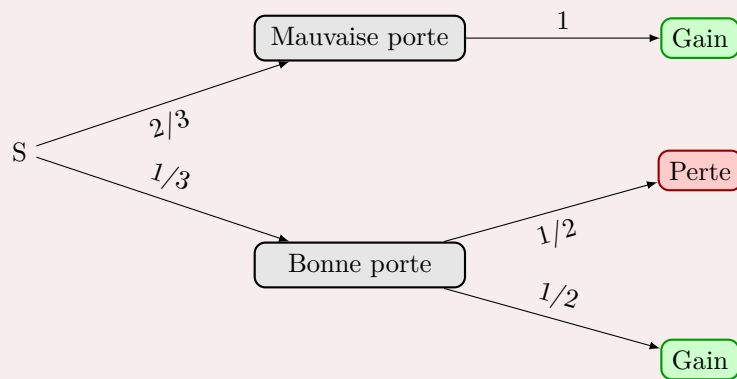 Mauvaise porte
1
Gain
2/3
S
1/3
Perte
1/2
Bonne porte
1/2
Gain